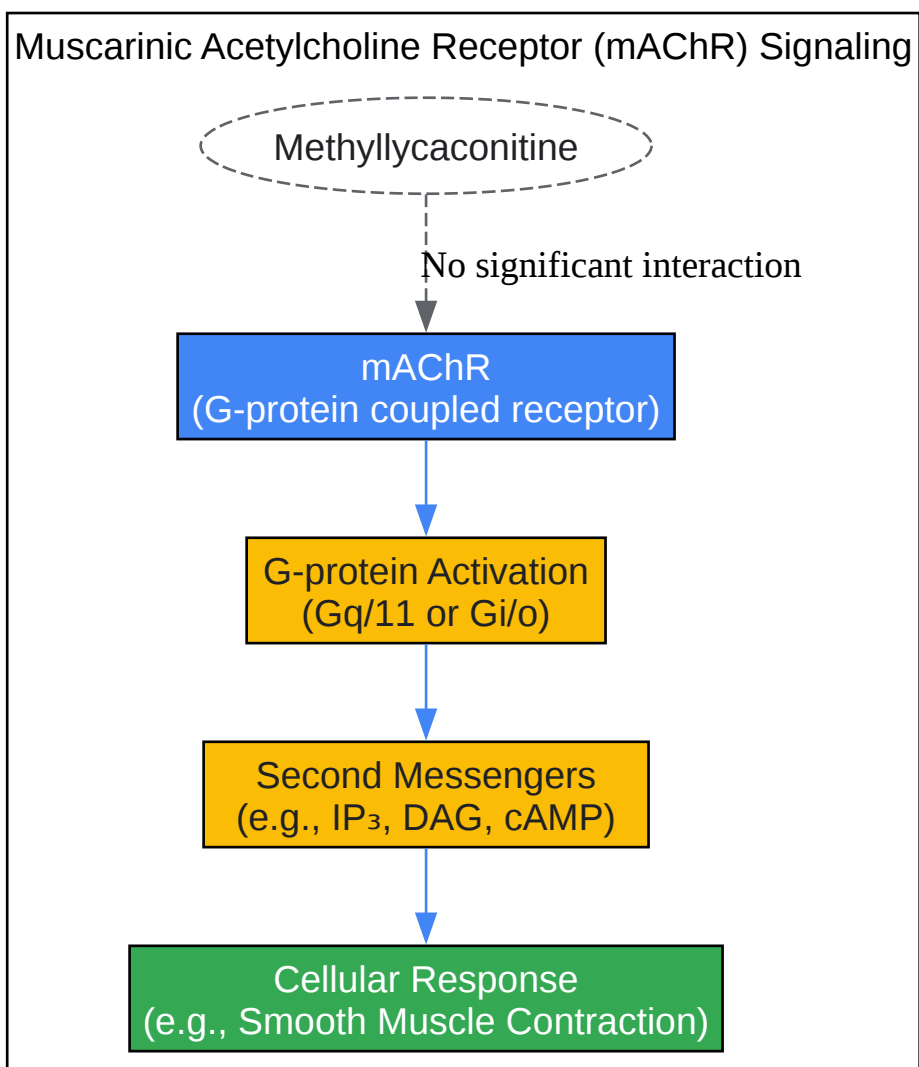 Muscarinic Acetylcholine Receptor (mAChR) Signaling
Methyllycaconitine
No significant interaction
mAChR
(G-protein coupled receptor)
G-protein Activation
(Gq/11 or Gi/o)
Second Messengers
(e.g., IP₃, DAG, cAMP)
Cellular Response
(e.g., Smooth Muscle Contraction)